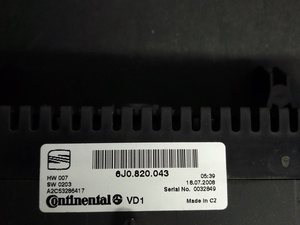 6J0.820.043
HW 007
05:39
SW 0203
18.07.2008
A2C53286417
Serial No. 0032849
Continental VD1
Made in CZ